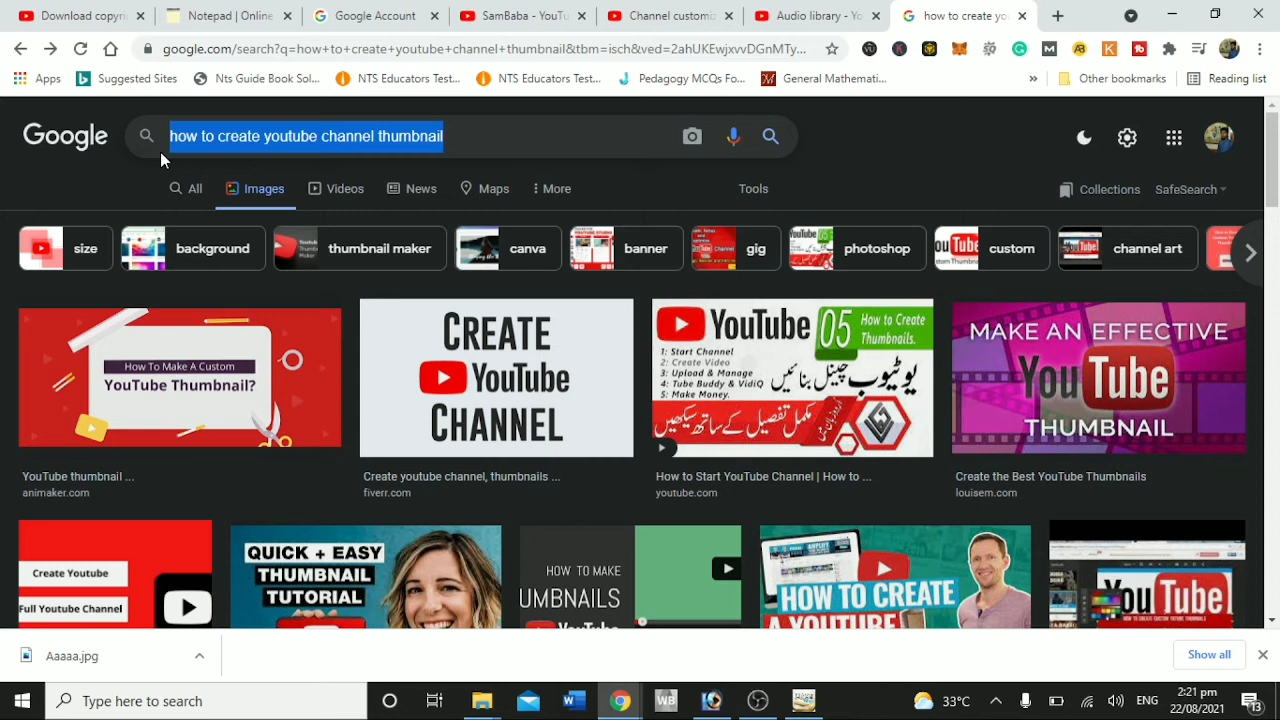 Download copyri
Notepad | Online
Google Account
SamBaba - YouTu
Channel customiz
Audio library - Yo
how to create yo
google.com/search?q=how+to+create+youtube+channel+thumbnail&tbm=isch&ved=2ahUKEwjxvvDGnMTy...
Apps
Suggested Sites
Nts Guide Book Sol...
NTS Educators Test...
NTS Educators Test...
Pedagogy MCQs Fo...
General Mathemati...
»
Other bookmarks
Reading list
Google
how to create youtube channel thumbnail
All
Images
Videos
News
Maps
More
Tools
Collections
SafeSearch
size
background
thumbnail maker
canva
banner
gig
photoshop
custom
channel art
How To Make A Custom
YouTube Thumbnail?
CREATE
YouTube
CHANNEL
YouTube 05 How to Create
Thumbnails.
1: Start Channel
2: Create Video
3: Upload & Manage
4: Tube Buddy & VidiQ
5: Make Money.
یوٹیوب چینل بنائیں
مکمل تفصیل کے ساتھ سیکھیں
MAKE AN EFFECTIVE
YouTube
THUMBNAIL
YouTube thumbnail ...
animaker.com
Create youtube channel, thumbnails ...
fiverr.com
How to Start YouTube Channel | How to ...
youtube.com
Create the Best YouTube Thumbnails
louisem.com
Create Youtube
Full Youtube Channel
QUICK + EASY
THUMBNAIL
TUTORIAL
HOW TO MAKE
UMBNAILS
YouTube
HOW TO CREATE
A YOUTUBE
ouTube
Aaaaa.jpg
Show all
Type here to search
33°C
ENG
2:21 pm
22/08/2021
13